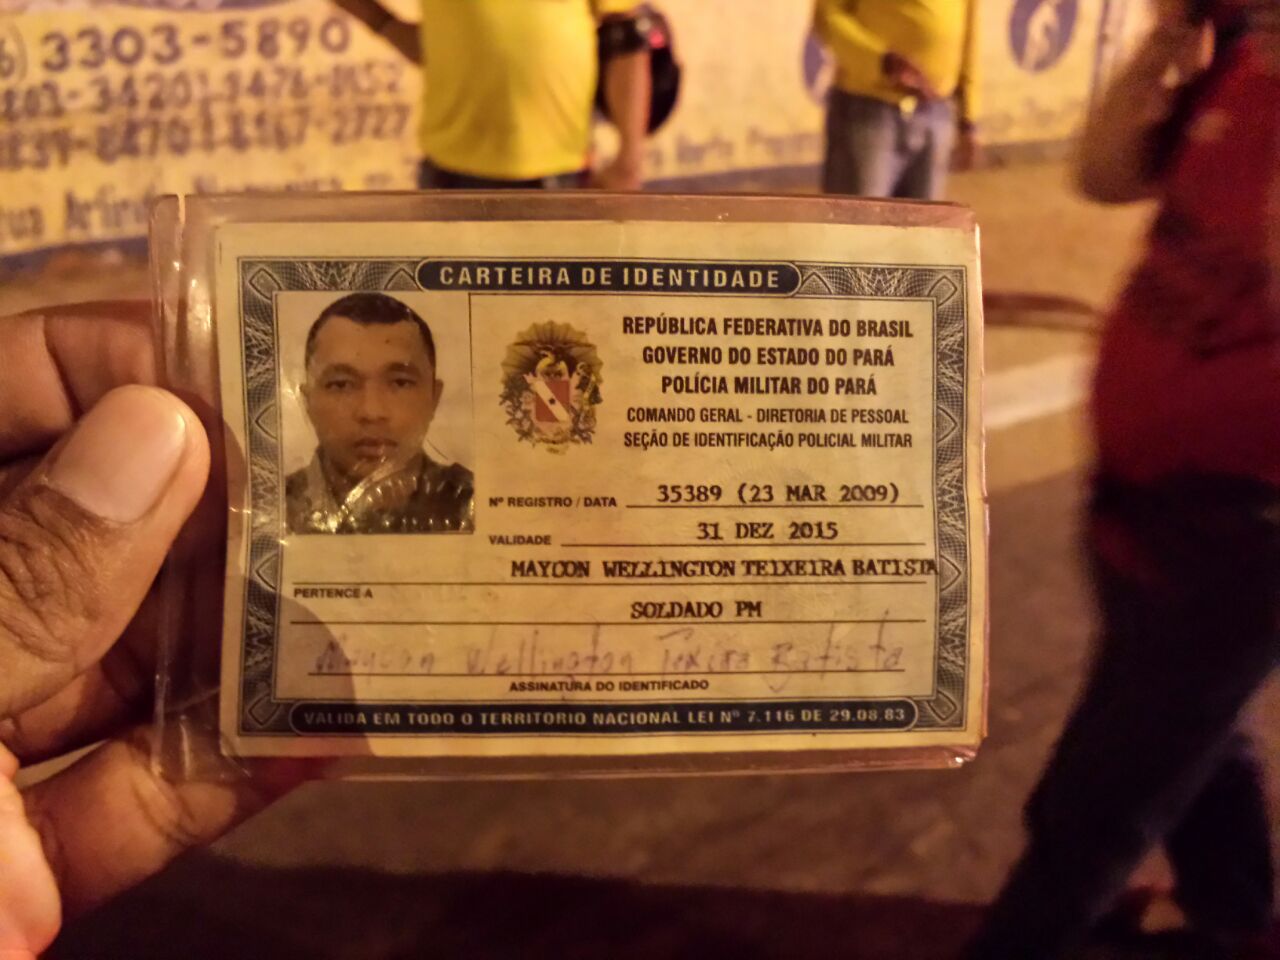 3303-5890
CARTEIRA DE IDENTIDADE
REPÚBLICA FEDERATIVA DO BRASIL
GOVERNO DO ESTADO DO PARÁ
POLÍCIA MILITAR DO PARÁ
COMANDO GERAL - DIRETORIA DE PESSOAL
SEÇÃO DE IDENTIFICAÇÃO POLICIAL MILITAR
Nº REGISTRO / DATA 35389 (23 MAR 2009)
VALIDADE 31 DEZ 2015
MAYCON WELLINGTON TEIXEIRA BATISTA
PERTENCE A
SOLDADO PM
Maycon Wellington Teixeira Batista
ASSINATURA DO IDENTIFICADO
VALIDA EM TODO O TERRITORIO NACIONAL LEI Nº 7.116 DE 29.08.83